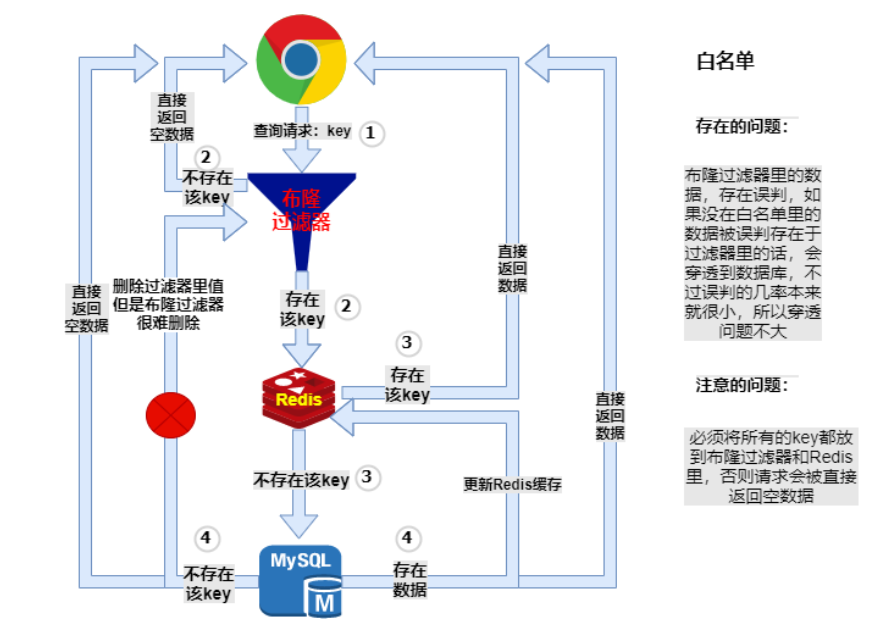 白名单
存在的问题：
布隆过滤器里的数
据，存在误判，如
果没在白名单里的
数据被误判存在于
过滤器里的话，会
穿透到数据库，不
过误判的几率本来
就很小，所以穿透
问题不大
注意的问题：
必须将所有的key都放
到布隆过滤器和Redis
里，否则请求会被直接
返回空数据
直接
返回
空数据
查询请求：key
1
2
不存在
该key
布隆
过滤器
直接
返回
数据
直接
返回
空数据
删除过滤器里值
但是布隆过滤器
很难删除
存在
该key
2
3
存在
该key
Redis
直接
返回
数据
不存在该key
3
更新Redis缓存
4
不存在
该key
MySQL
M
4
存在
数据